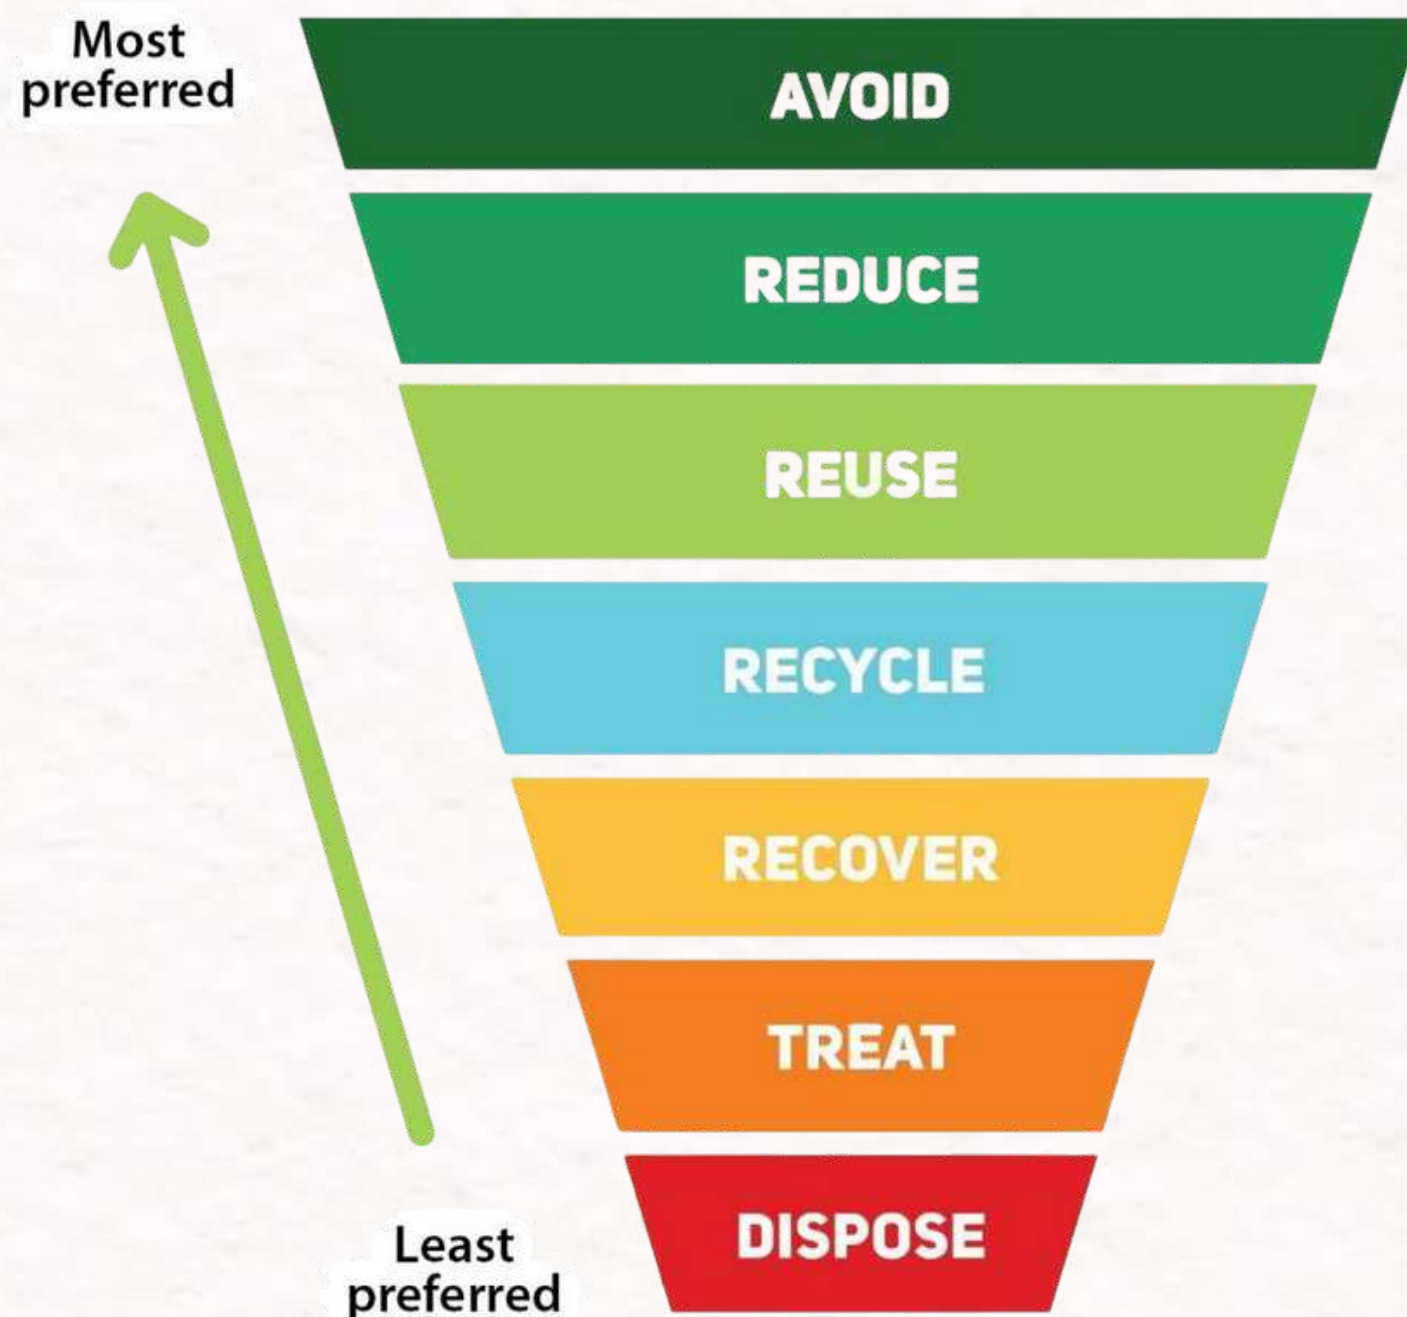 Most
preferred
AVOID
REDUCE
REUSE
RECYCLE
RECOVER
TREAT
DISPOSE
Least
preferred